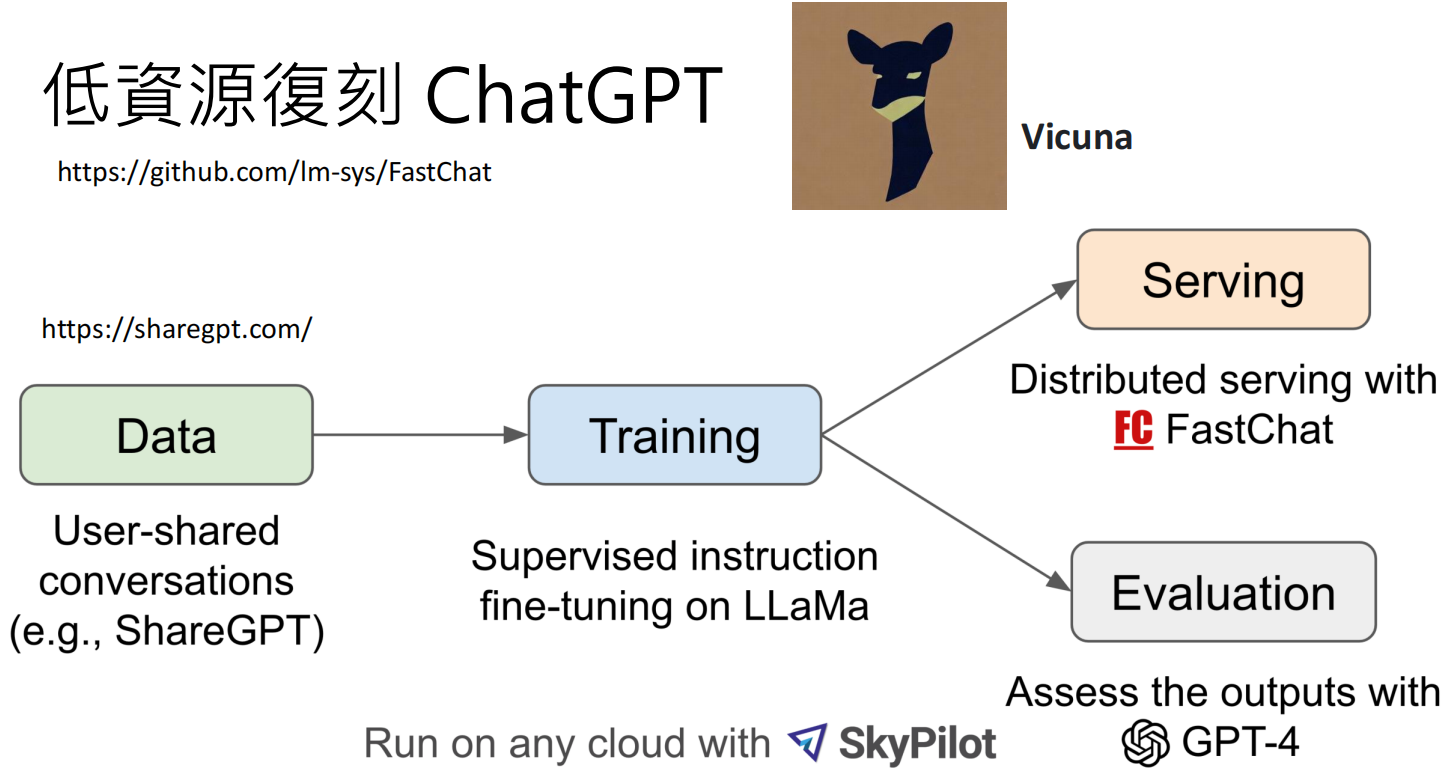 低資源復刻 ChatGPT
https://github.com/lm-sys/FastChat
Vicuna
https://sharegpt.com/
Data
User-shared
conversations
(e.g., ShareGPT)
Training
Supervised instruction
fine-tuning on LLaMa
Serving
Distributed serving with
FC FastChat
Evaluation
Assess the outputs with
GPT-4
Run on any cloud with SkyPilot